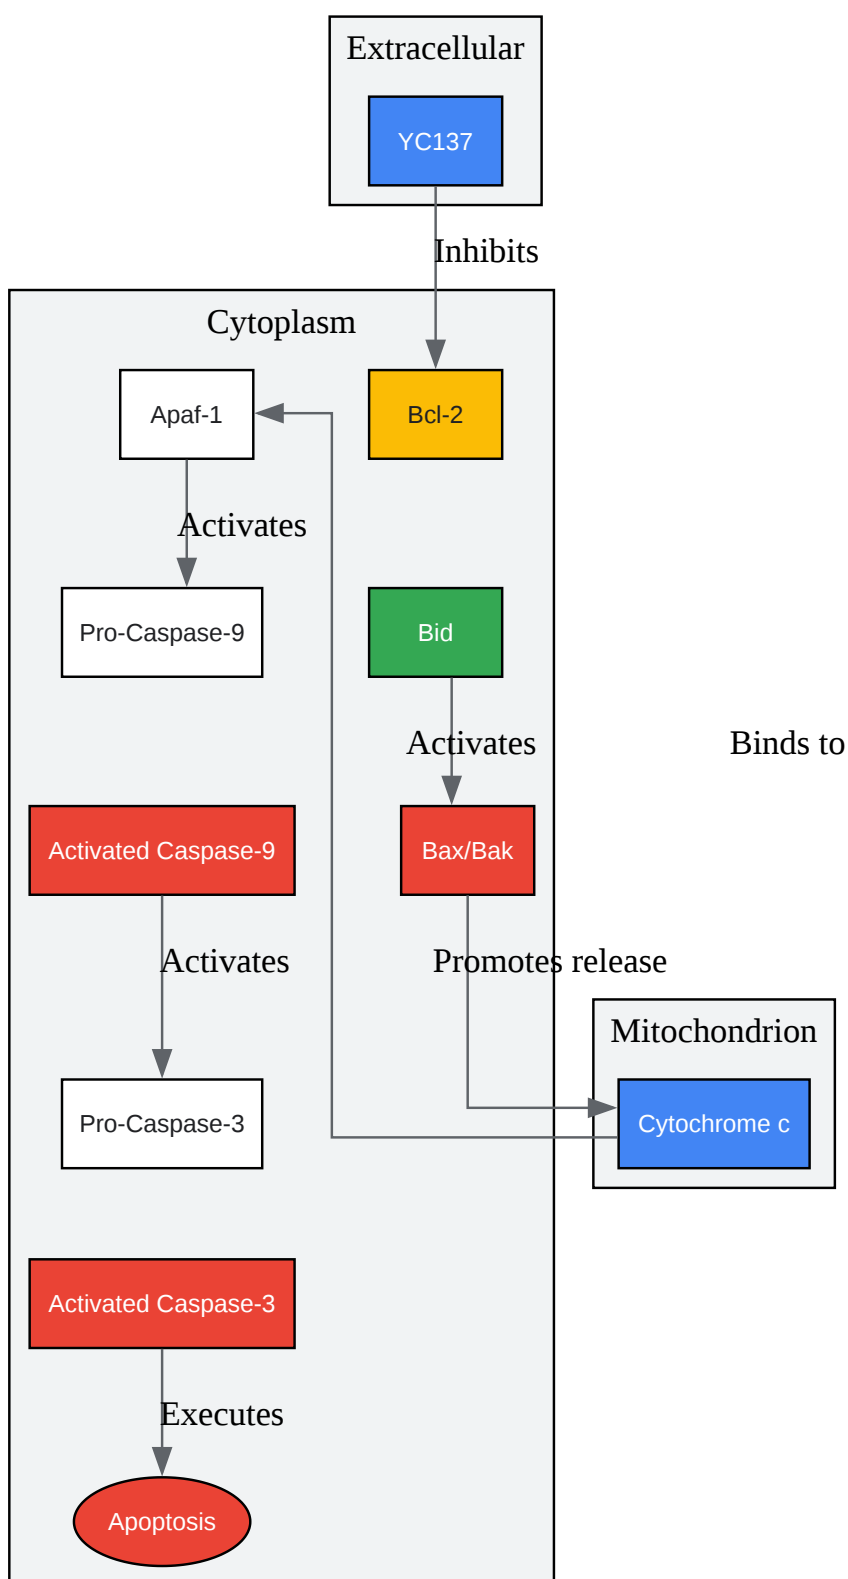 Extracellular
YC137
Inhibits
Cytoplasm
Apaf-1
Bcl-2
Activates
Pro-Caspase-9
Bid
Activates
Binds to
Activated Caspase-9
Bax/Bak
Activates
Promotes release
Mitochondrion
Pro-Caspase-3
Cytochrome c
Activated Caspase-3
Executes
Apoptosis